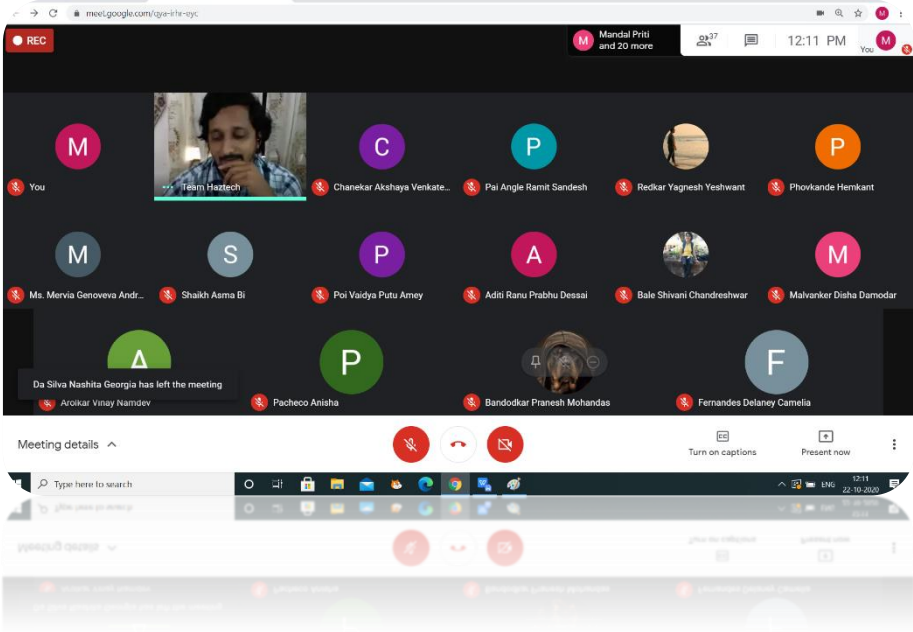 meet.google.com/qya-irhr-eyc
M
REC
M
Mandal Priti
and 20 more
37
12:11 PM
You
M
M
C
P
P
You
Team Haztech
Chanekar Akshaya Venkate...
Pai Angle Ramit Sandesh
Redkar Yagnesh Yeshwant
Phovkande Hemkant
M
S
P
A
M
Ms. Mervia Genoveva Andr...
Shaikh Asma Bi
Poi Vaidya Putu Amey
Aditi Ranu Prabhu Dessai
Bale Shivani Chandreshwar
Malvanker Disha Damodar
A
P
F
Da Silva Nashita Georgia has left the meeting
Arolkar Vinay Namdev
Pacheco Anisha
Bandodkar Pranesh Mohandas
Fernandes Delaney Camelia
Meeting details
CC
Turn on captions
Present now
Type here to search
ENG
12:11
22-10-2020